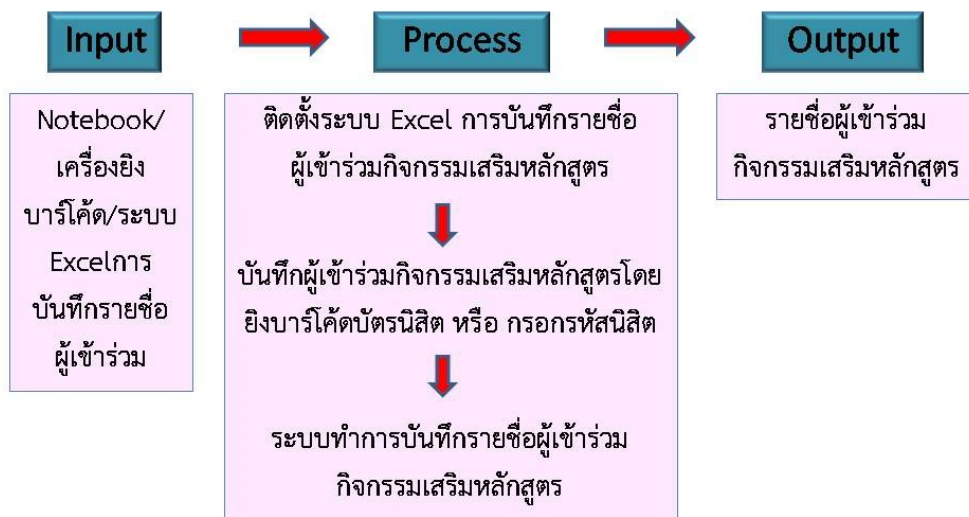 Input
Process
Output
Notebook/
เครื่องยิง
บาร์โค้ด/ระบบ
Excelการ
บันทึกรายชื่อ
ผู้เข้าร่วม
ติดตั้งระบบ Excel การบันทึกรายชื่อ
ผู้เข้าร่วมกิจกรรมเสริมหลักสูตร
บันทึกผู้เข้าร่วมกิจกรรมเสริมหลักสูตรโดย
ยิงบาร์โค้ดบัตรนิสิต หรือ กรอกรหัสนิสิต
ระบบทำการบันทึกรายชื่อผู้เข้าร่วม
กิจกรรมเสริมหลักสูตร
รายชื่อผู้เข้าร่วม
กิจกรรมเสริมหลักสูตร